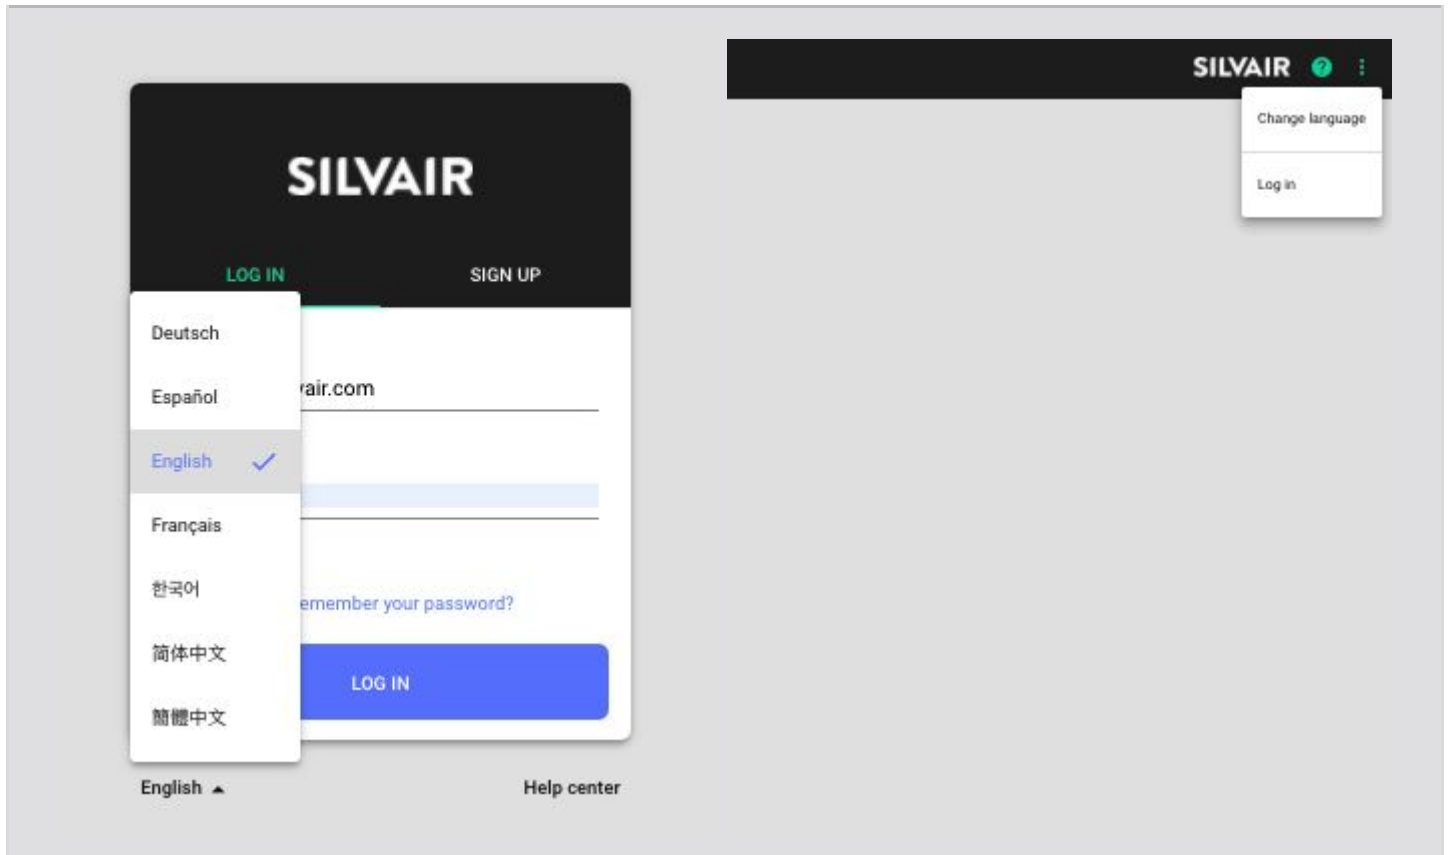 SILVAIR
LOG IN SIGN UP
Deutsch
Español
vair.com
English
Français
한국어
emember your password?
简体中文
LOG IN
簡體中文
English Help center
SILVAIR ?
Change language
Log in